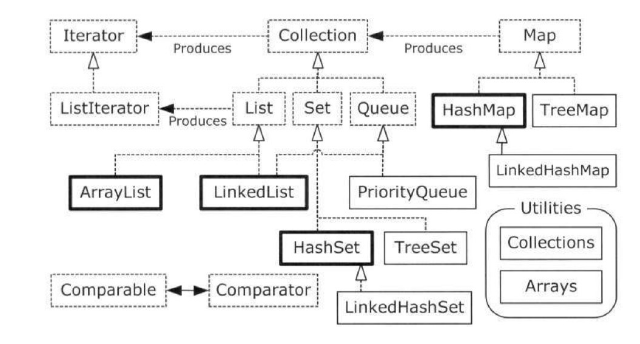 Iterator
Produces
Collection
Produces
Map
ListIterator
Produces
List
Set
Queue
HashMap
TreeMap
ArrayList
LinkedList
PriorityQueue
LinkedHashMap
HashSet
TreeSet
Utilities
Collections
Arrays
Comparable
Comparator
LinkedHashSet